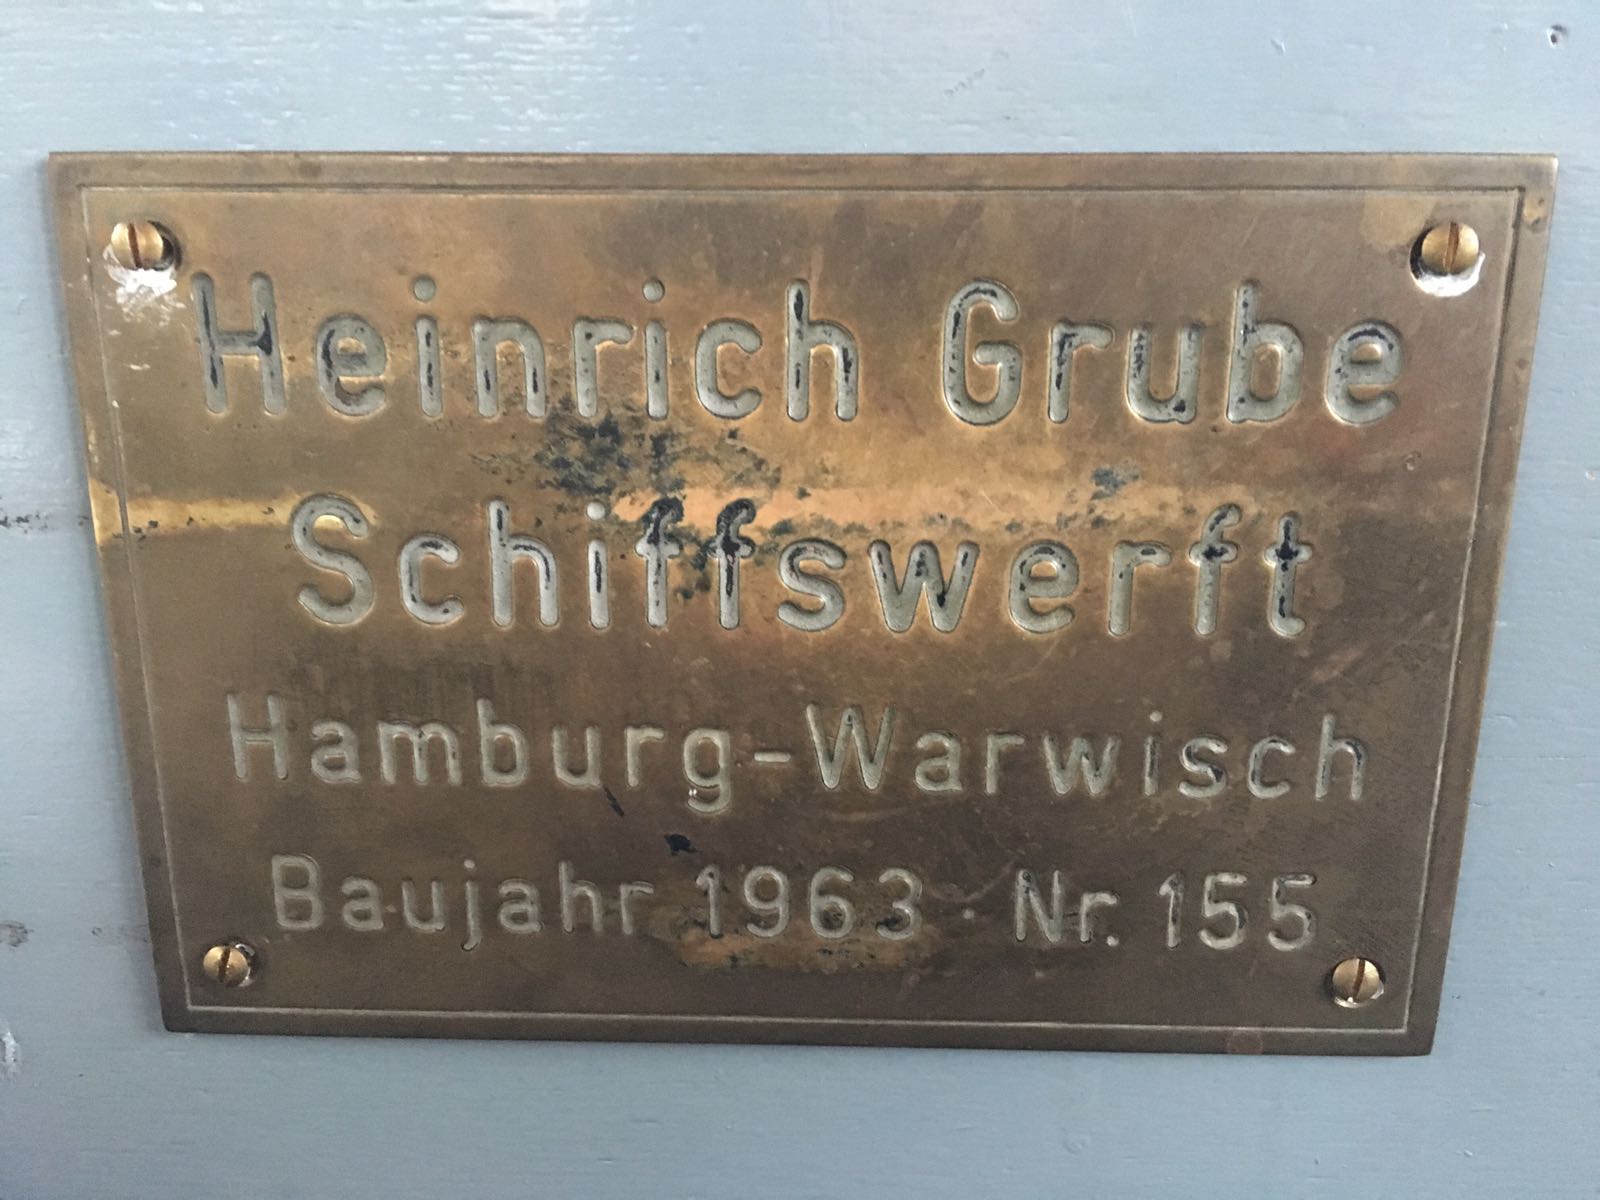 Heinrich Grube
Schiffswerft
Hamburg-Warwisch
Baujahr 1963 · Nr. 155